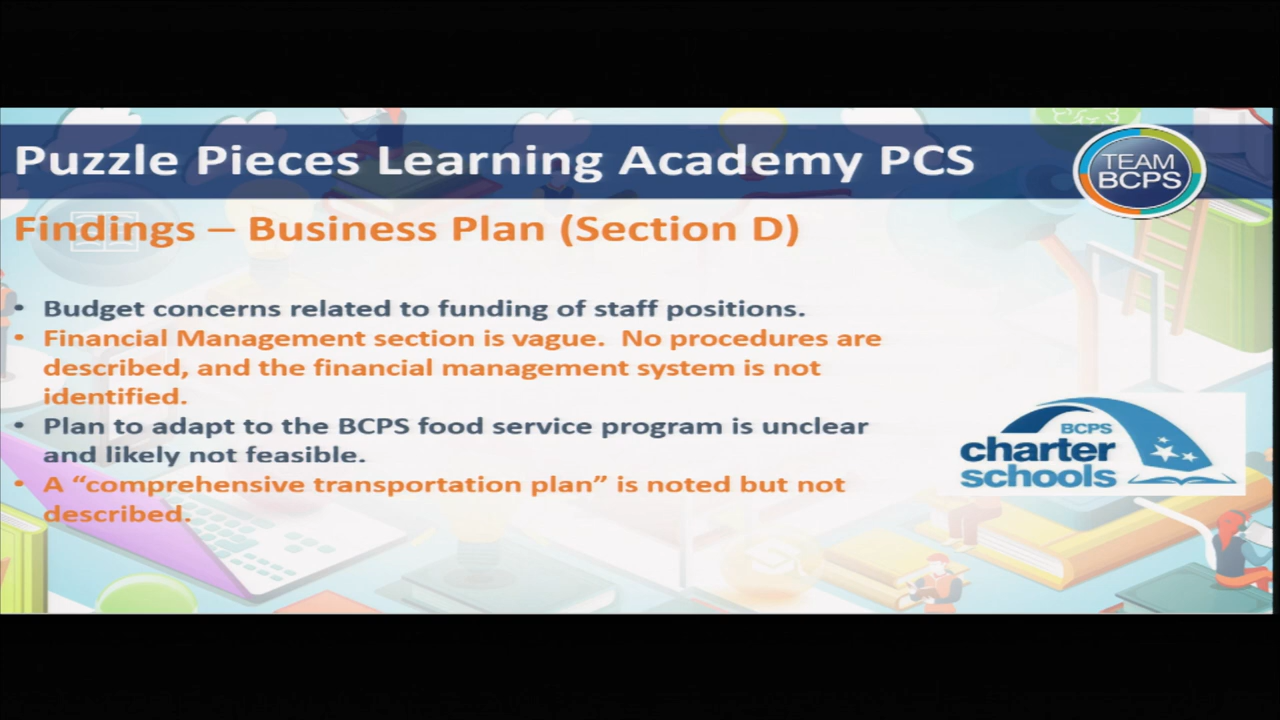 Puzzle Pieces Learning Academy PCS
TEAM
BCPS
Findings – Business Plan (Section D)
• Budget concerns related to funding of staff positions.
• Financial Management section is vague.  No procedures are
described, and the financial management system is not
identified.
• Plan to adapt to the BCPS food service program is unclear
and likely not feasible.
• A “comprehensive transportation plan” is noted but not
described.
BCPS
charter
schools